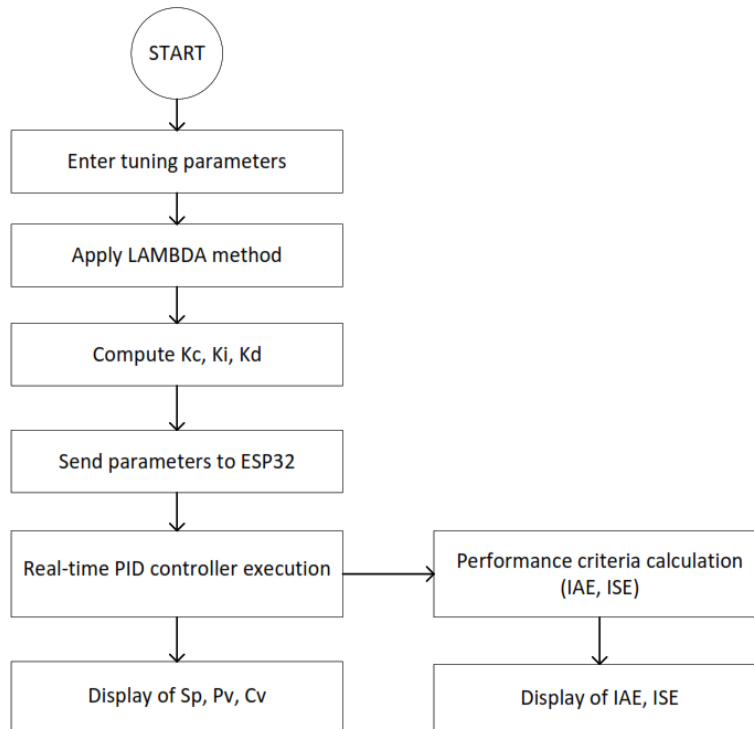 START
Enter tuning parameters
Apply LAMBDA method
Compute Kc, Ki, Kd
Send parameters to ESP32
Real-time PID controller execution
Performance criteria calculation
(IAE, ISE)
Display of Sp, Pv, Cv
Display of IAE, ISE